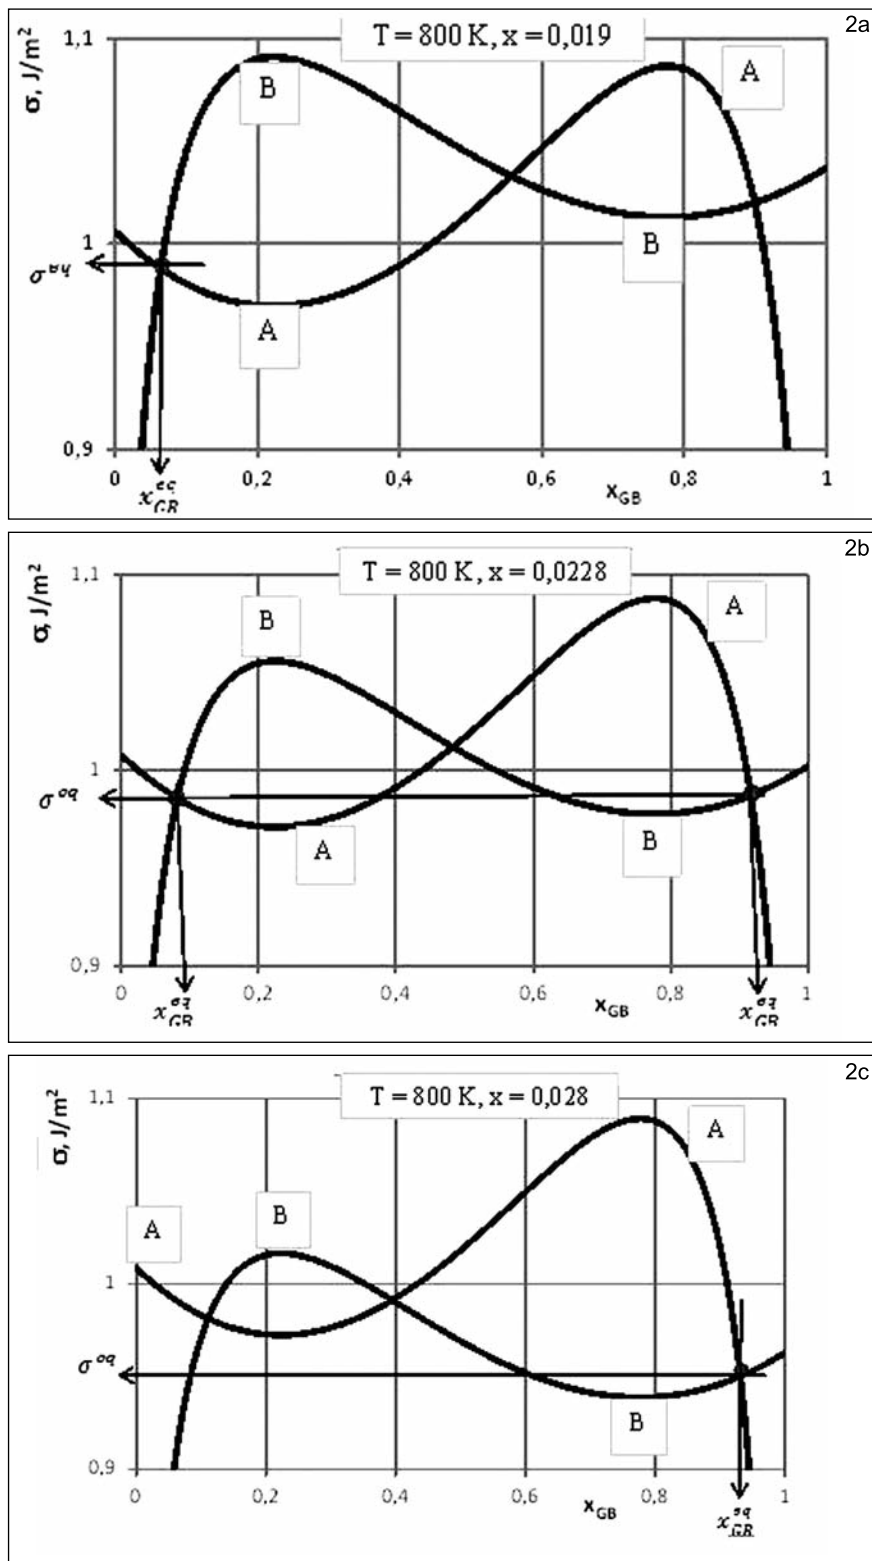 2a
T = 800 K, x = 0,019
σ, J/m²
1,1
B
A
1
B
σ^eq
A
0,9
0
0,2
0,4
0,6
x_GB
0,8
1
x_GB^eq
2b
T = 800 K, x = 0,0228
σ, J/m²
1,1
B
A
1
σ^eq
A
B
0,9
0
0,2
0,4
0,6
x_GB
0,8
1
x_GB^eq
x_GB^eq
2c
T = 800 K, x = 0,028
σ, J/m²
1,1
A
B
A
1
σ^eq
B
0,9
0
0,2
0,4
0,6
x_GB
0,8
1
x_GB^eq